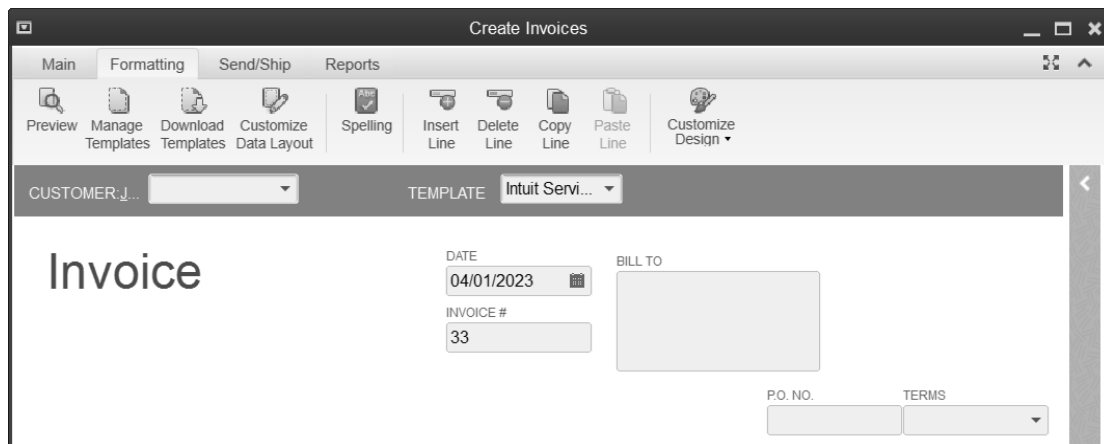 Create Invoices
Main Formatting Send/Ship Reports
Preview Manage Templates Download Templates Customize Data Layout Abc Spelling Insert Line Delete Line Copy Line Paste Line Customize Design
CUSTOMER:J... TEMPLATE Intuit Servi...
Invoice
DATE
04/01/2023
INVOICE #
33
BILL TO
P.O. NO. TERMS